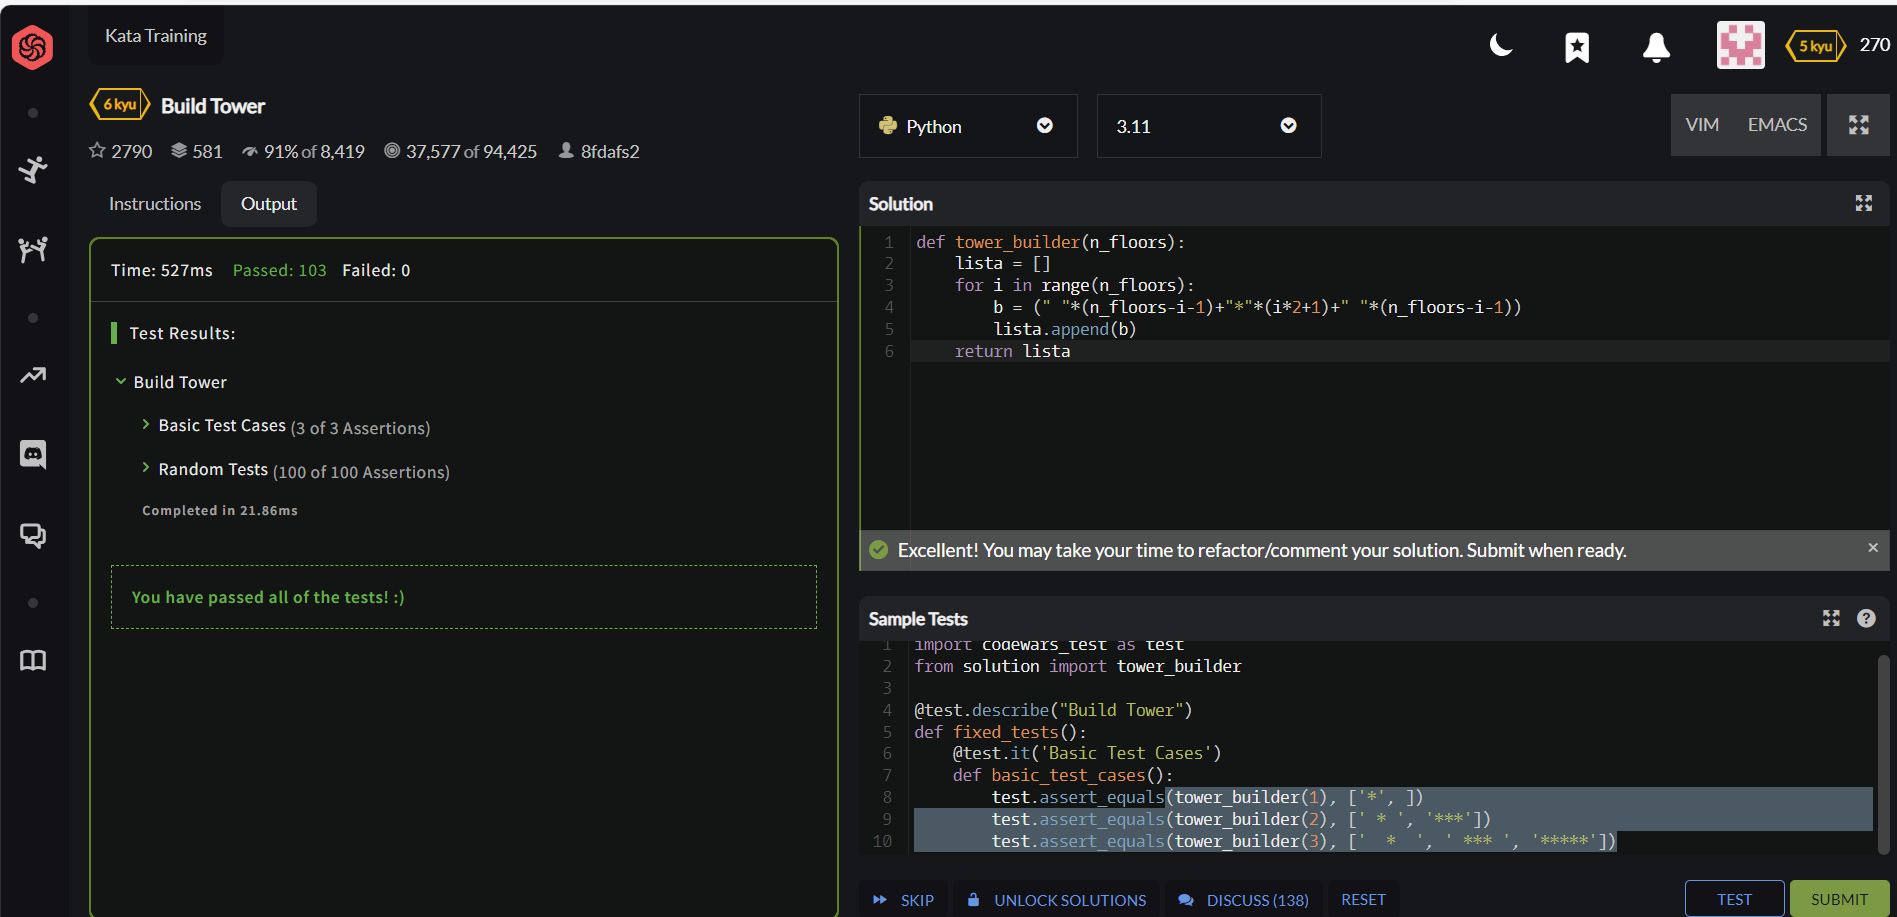 Kata Training
5 kyu 270
6 kyu Build Tower
2790 581 91% of 8,419 37,577 of 94,425 8fdafs2
Python 3.11 VIM EMACS
Instructions Output
Time: 527ms Passed: 103 Failed: 0
Test Results:
Build Tower
Basic Test Cases (3 of 3 Assertions)
Random Tests (100 of 100 Assertions)
Completed in 21.86ms
You have passed all of the tests! :)
Solution
1 def tower_builder(n_floors):
2     lista = []
3     for i in range(n_floors):
4         b = (" "*(n_floors-i-1)+"*"*(i*2+1)+" "*(n_floors-i-1))
5         lista.append(b)
6     return lista
Excellent! You may take your time to refactor/comment your solution. Submit when ready. ×
Sample Tests ?
1 import codewars_test as test
2 from solution import tower_builder
3
4 @test.describe("Build Tower")
5 def fixed_tests():
6     @test.it('Basic Test Cases')
7     def basic_test_cases():
8         test.assert_equals(tower_builder(1), ['*', ])
9         test.assert_equals(tower_builder(2), [' * ', '***'])
10         test.assert_equals(tower_builder(3), ['  *  ', ' *** ', '*****'])
SKIP UNLOCK SOLUTIONS DISCUSS (138) RESET TEST SUBMIT